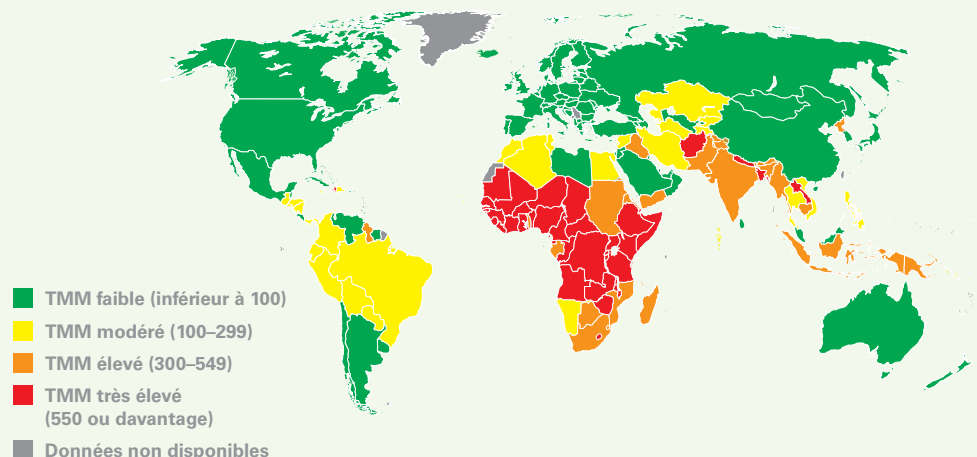 TMM faible (inférieur à 100)
TMM modéré (100–299)
TMM élevé (300–549)
TMM très élevé
(550 ou davantage)
Données non disponibles